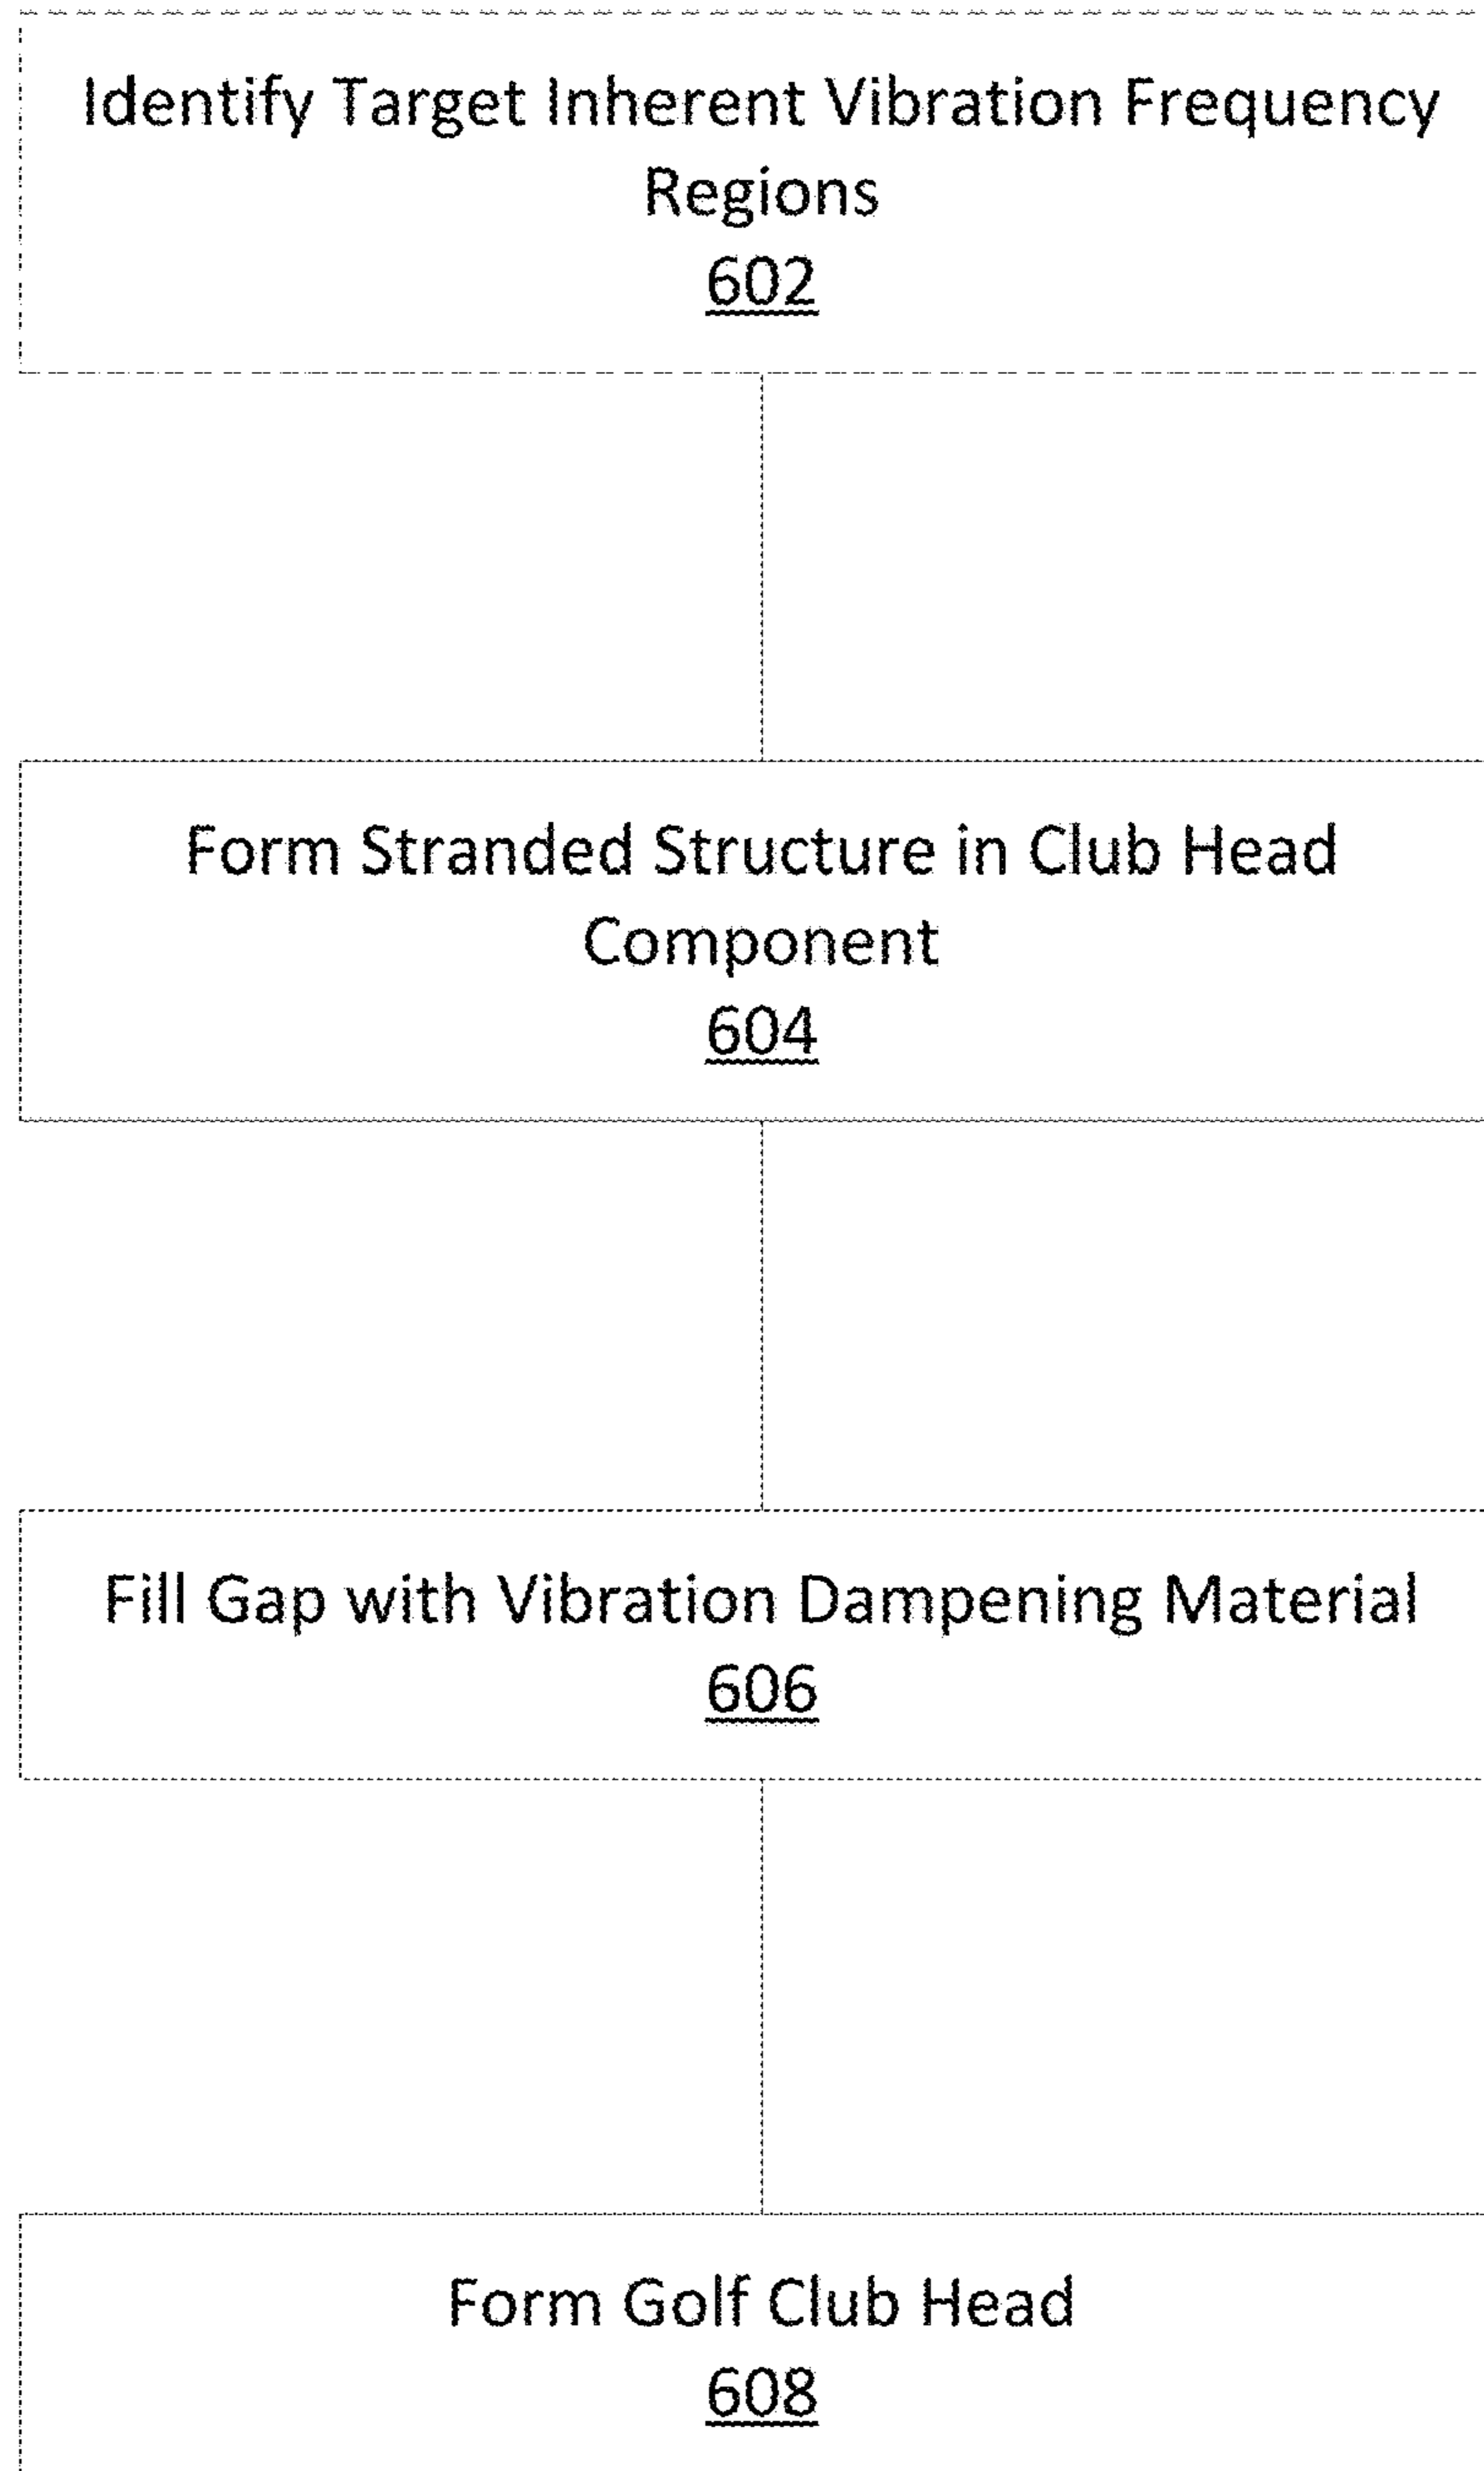 Identify Target Inherent Vibration Frequency
Regions
602
Form Stranded Structure in Club Head
Component
604
Fill Gap with Vibration Dampening Material
606
Form Golf Club Head
608